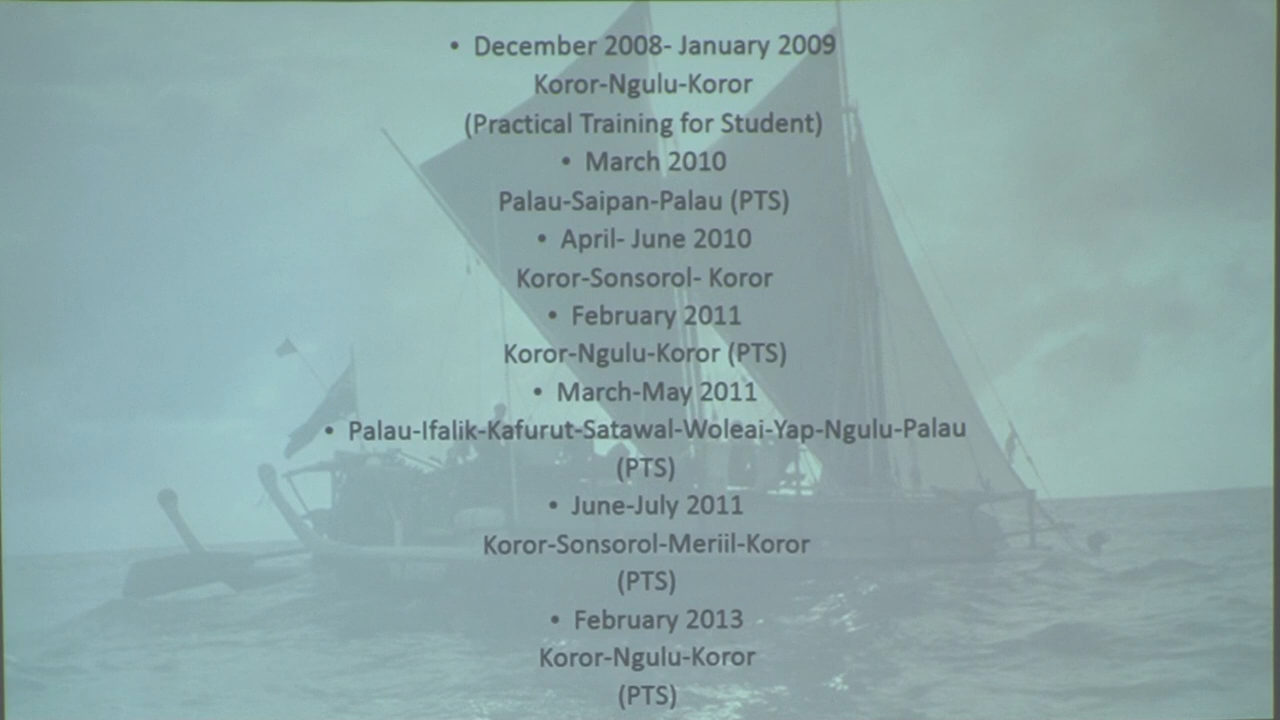 • December 2008- January 2009
Koror-Ngulu-Koror
(Practical Training for Student)
• March 2010
Palau-Saipan-Palau (PTS)
• April- June 2010
Koror-Sonsorol- Koror
• February 2011
Koror-Ngulu-Koror (PTS)
• March-May 2011
• Palau-Ifalik-Kafurut-Satawal-Woleai-Yap-Ngulu-Palau
(PTS)
• June-July 2011
Koror-Sonsorol-Meriil-Koror
(PTS)
• February 2013
Koror-Ngulu-Koror
(PTS)